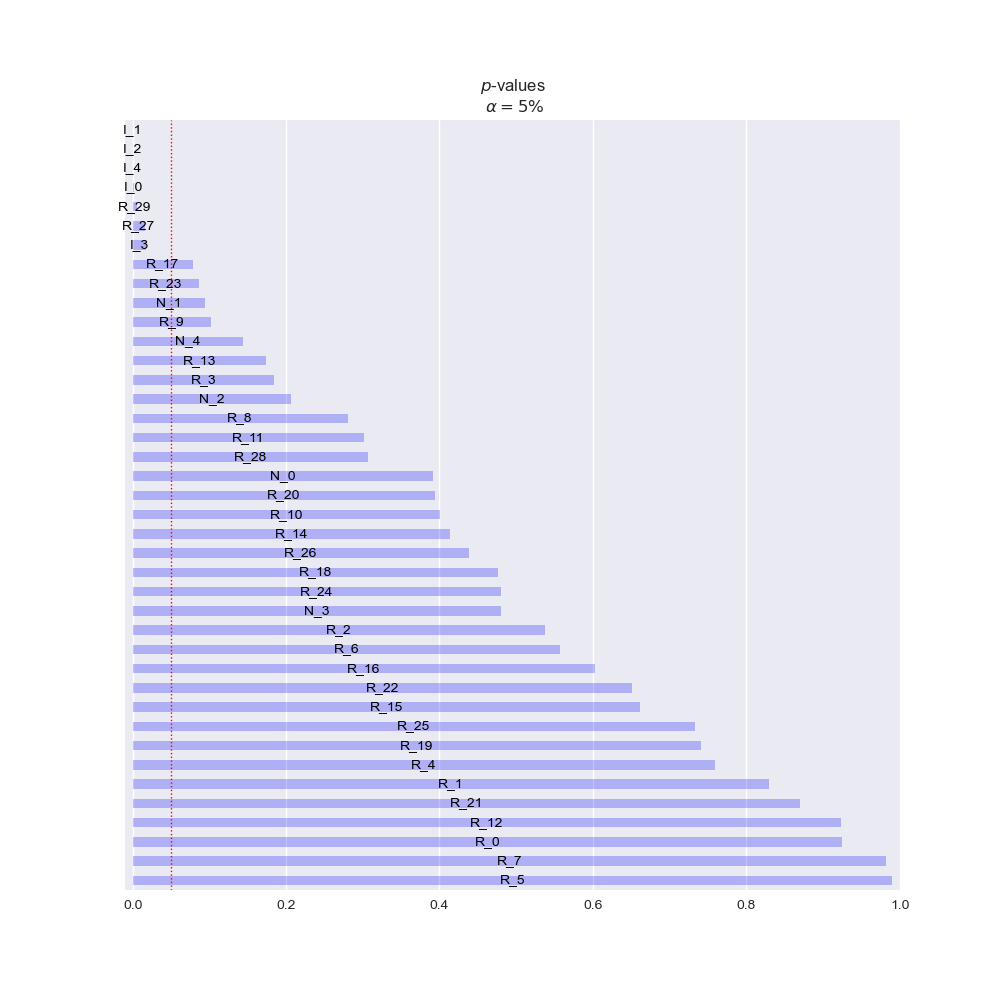 p-values
α = 5%
I_1
I_2
I_4
I_0
R_29
R_27
I_3
R_17
R_23
N_1
R_9
N_4
R_13
R_3
N_2
R_8
R_11
R_28
N_0
R_20
R_10
R_14
R_26
R_18
R_24
N_3
R_2
R_6
R_16
R_22
R_15
R_25
R_19
R_4
R_1
R_21
R_12
R_0
R_7
R_5
0.0 0.2 0.4 0.6 0.8 1.0